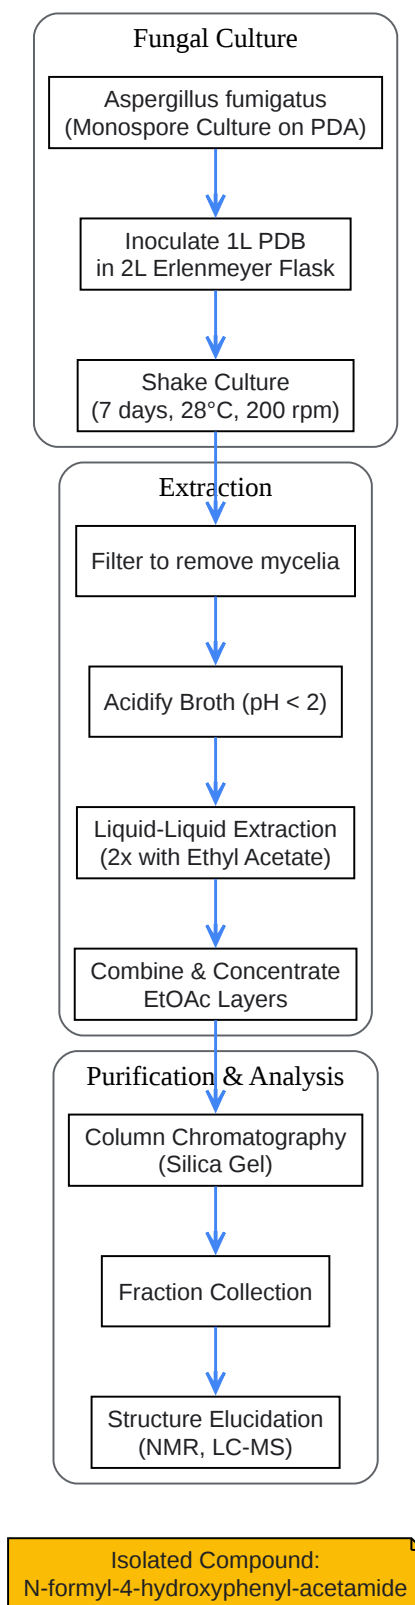 Fungal Culture
Aspergillus fumigatus
(Monospore Culture on PDA)
Inoculate 1L PDB
in 2L Erlenmeyer Flask
Shake Culture
(7 days, 28°C, 200 rpm)
Extraction
Filter to remove mycelia
Acidify Broth (pH < 2)
Liquid-Liquid Extraction
(2x with Ethyl Acetate)
Combine & Concentrate
EtOAc Layers
Purification & Analysis
Column Chromatography
(Silica Gel)
Fraction Collection
Structure Elucidation
(NMR, LC-MS)
Isolated Compound:
N-formyl-4-hydroxyphenyl-acetamide